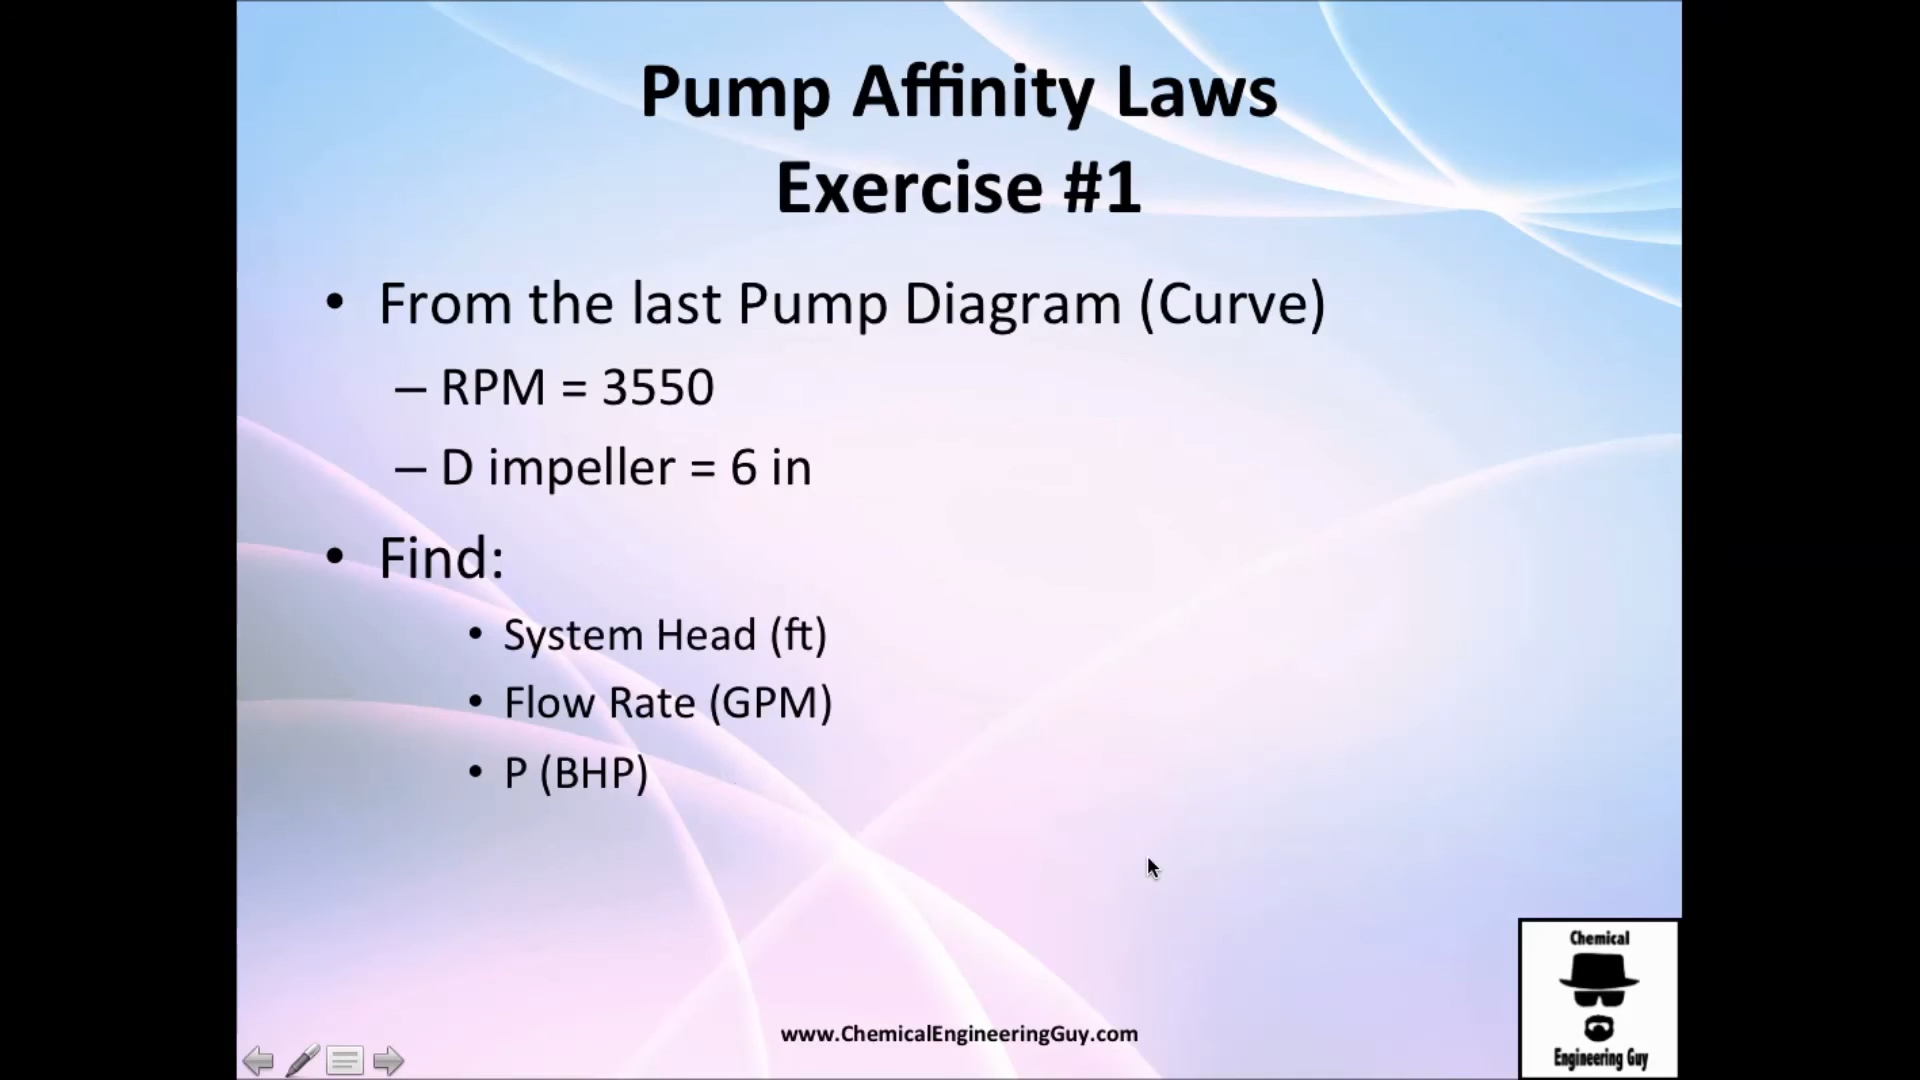 Pump Affinity Laws
Exercise #1
• From the last Pump Diagram (Curve)
– RPM = 3550
– D impeller = 6 in
• Find:
• System Head (ft)
• Flow Rate (GPM)
• P (BHP)
www.ChemicalEngineeringGuy.com
Chemical
Engineering Guy